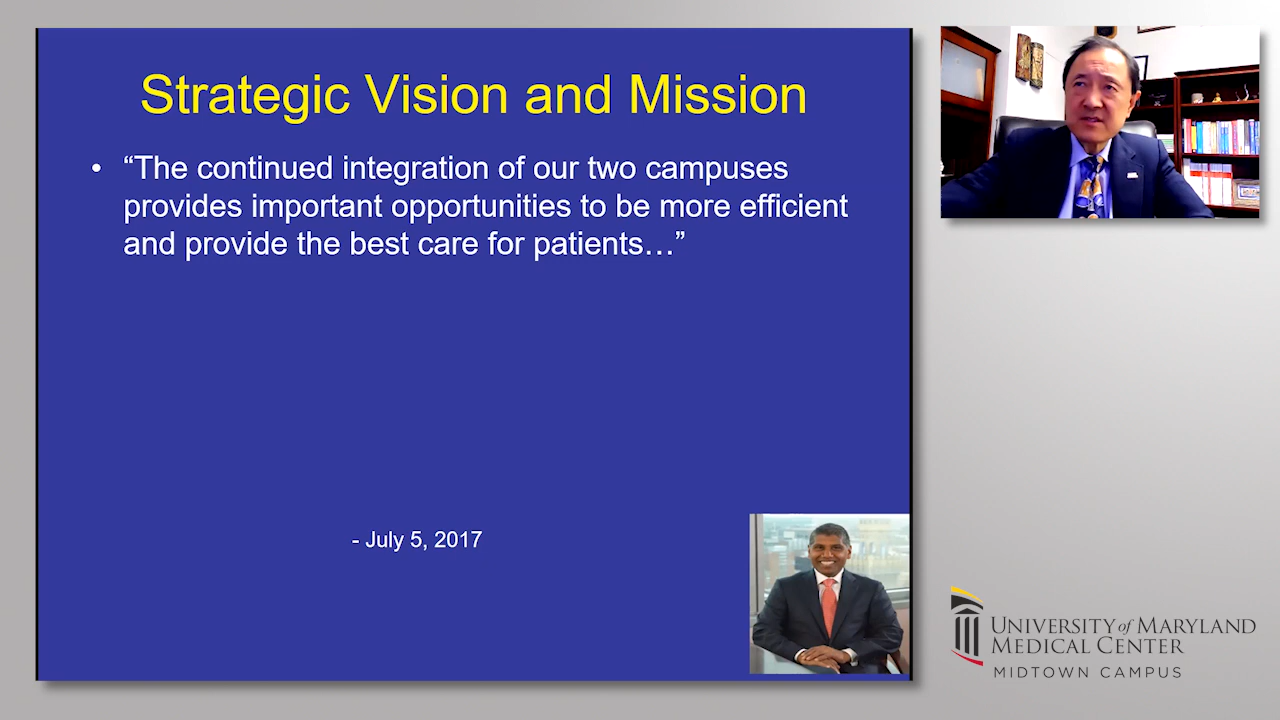 Strategic Vision and Mission
• “The continued integration of our two campuses
provides important opportunities to be more efficient
and provide the best care for patients…”
- July 5, 2017
UNIVERSITY of MARYLAND
MEDICAL CENTER
MIDTOWN CAMPUS